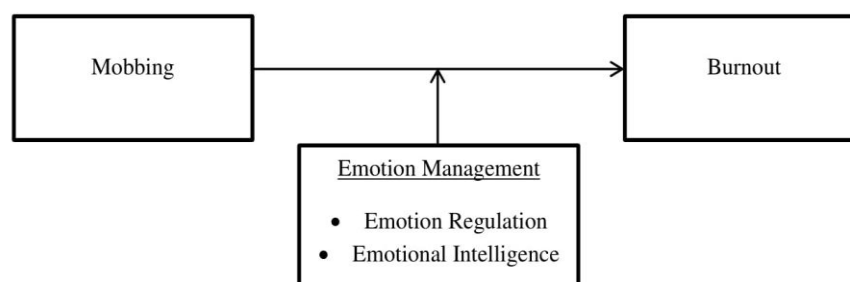 Mobbing
Burnout
Emotion Management
• Emotion Regulation
• Emotional Intelligence